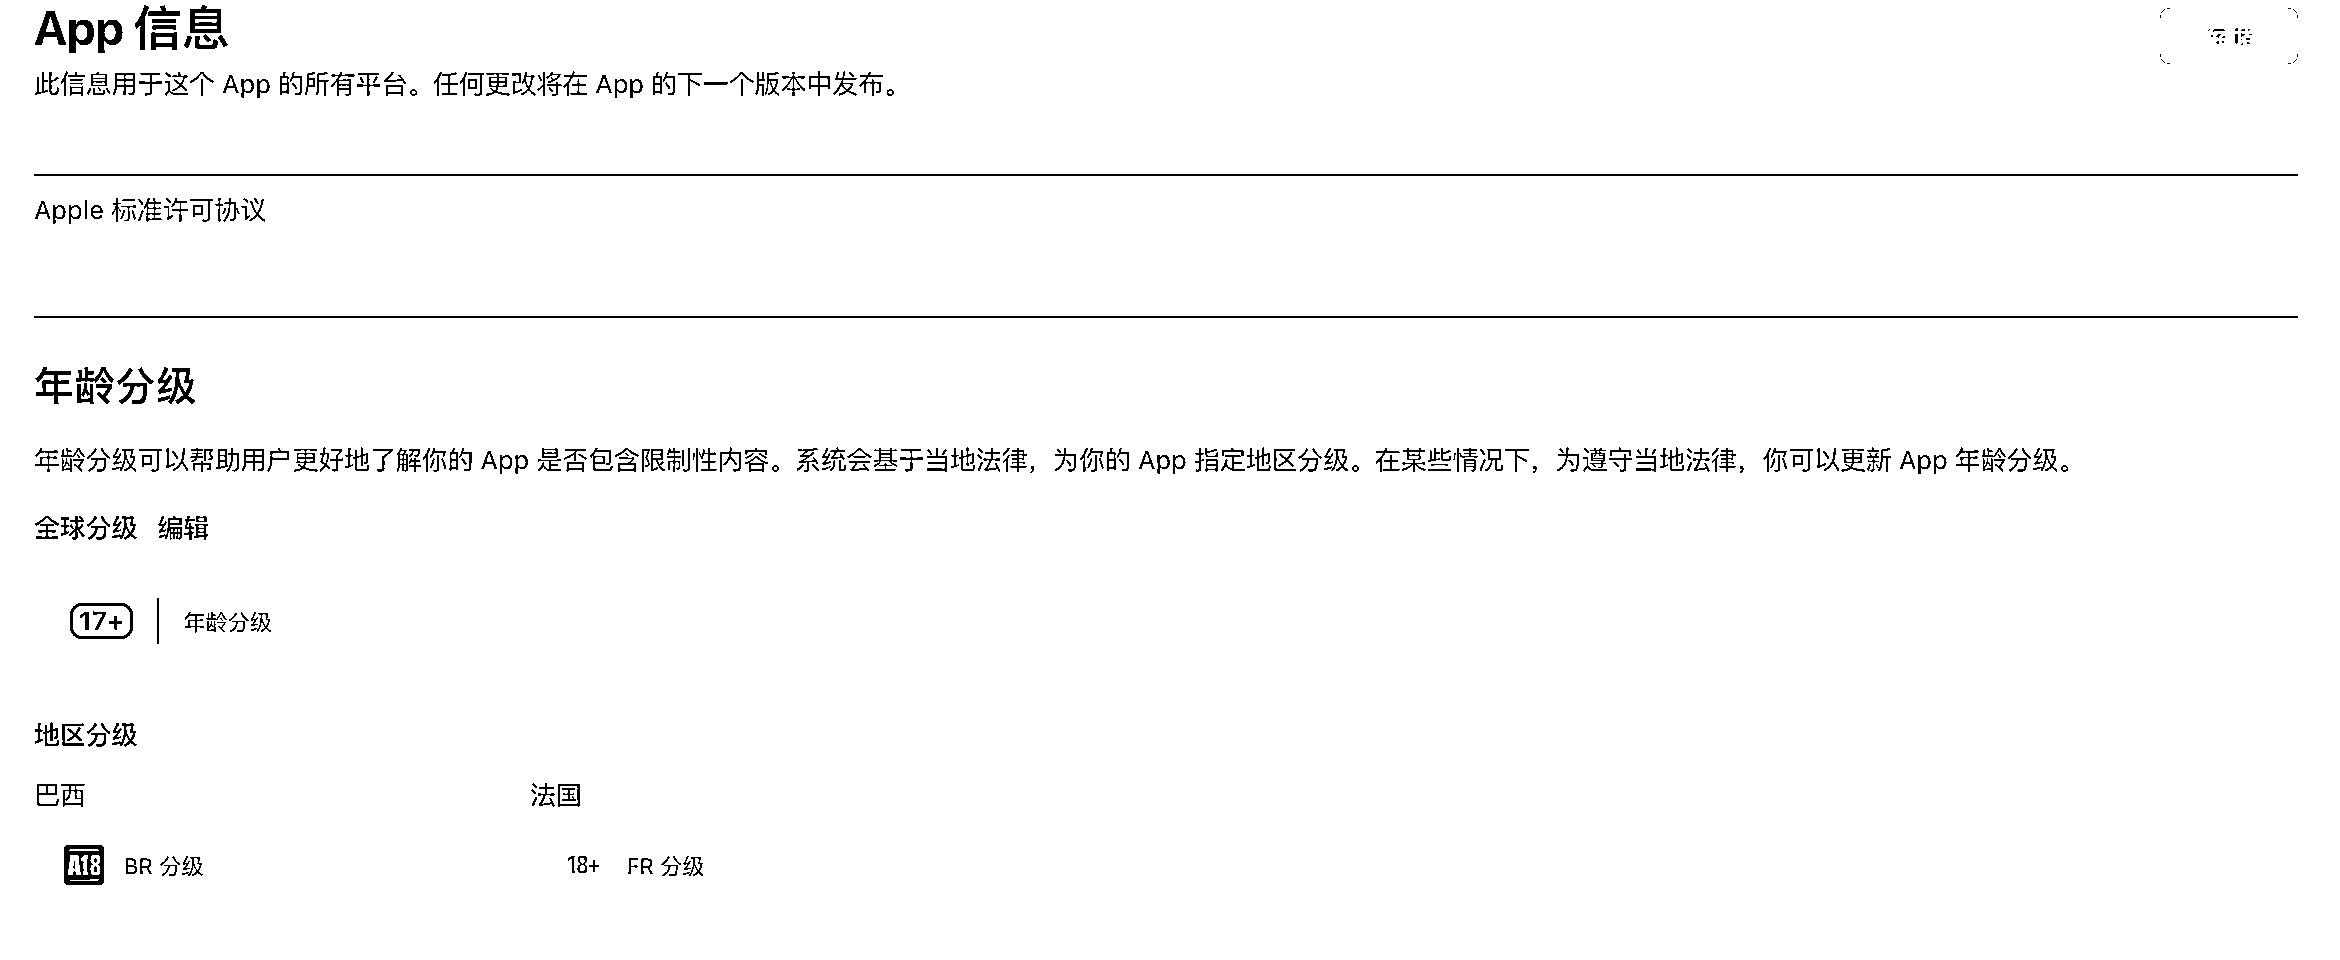 App 信息
此信息用于这个 App 的所有平台。任何更改将在 App 的下一个版本中发布。
Apple 标准许可协议
年龄分级
年龄分级可以帮助用户更好地了解你的 App 是否包含限制性内容。系统会基于当地法律，为你的 App 指定地区分级。在某些情况下，为遵守当地法律，你可以更新 App 年龄分级。
全球分级 编辑
17+ 年龄分级
地区分级
巴西 法国
A18 BR 分级 18+ FR 分级